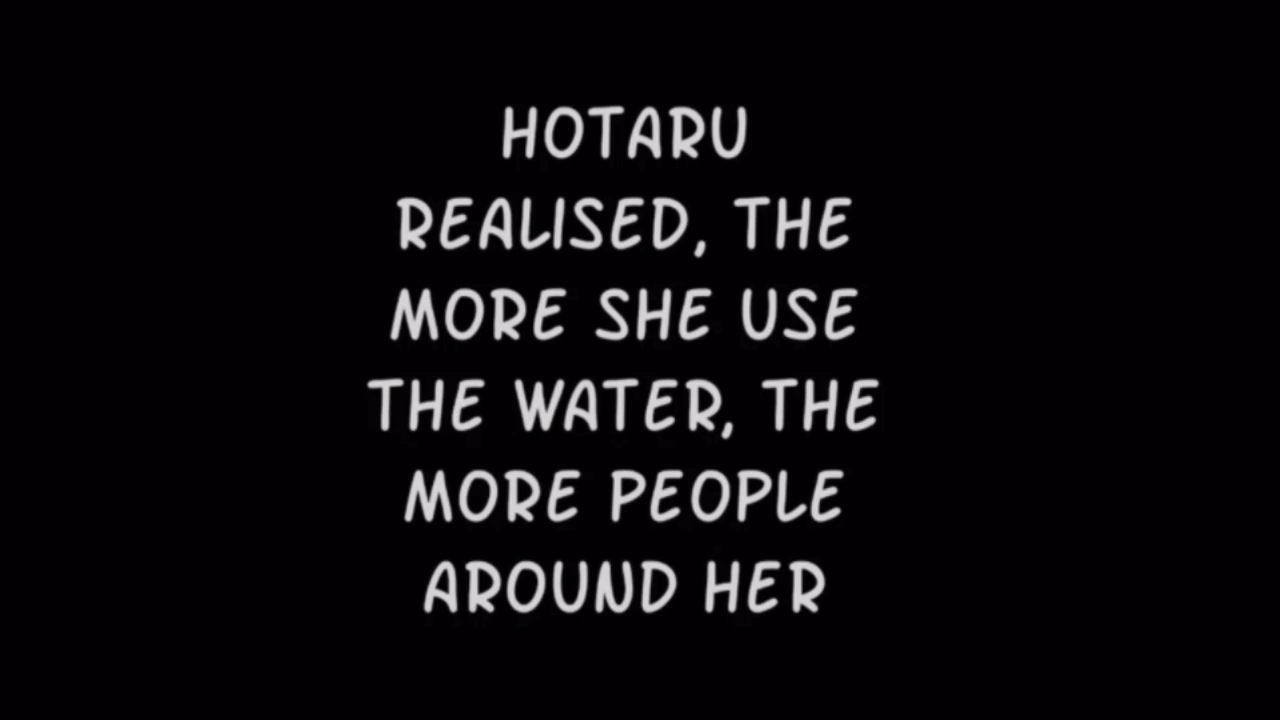 HOTARU
REALISED, THE
MORE SHE USE
THE WATER, THE
MORE PEOPLE
AROUND HER